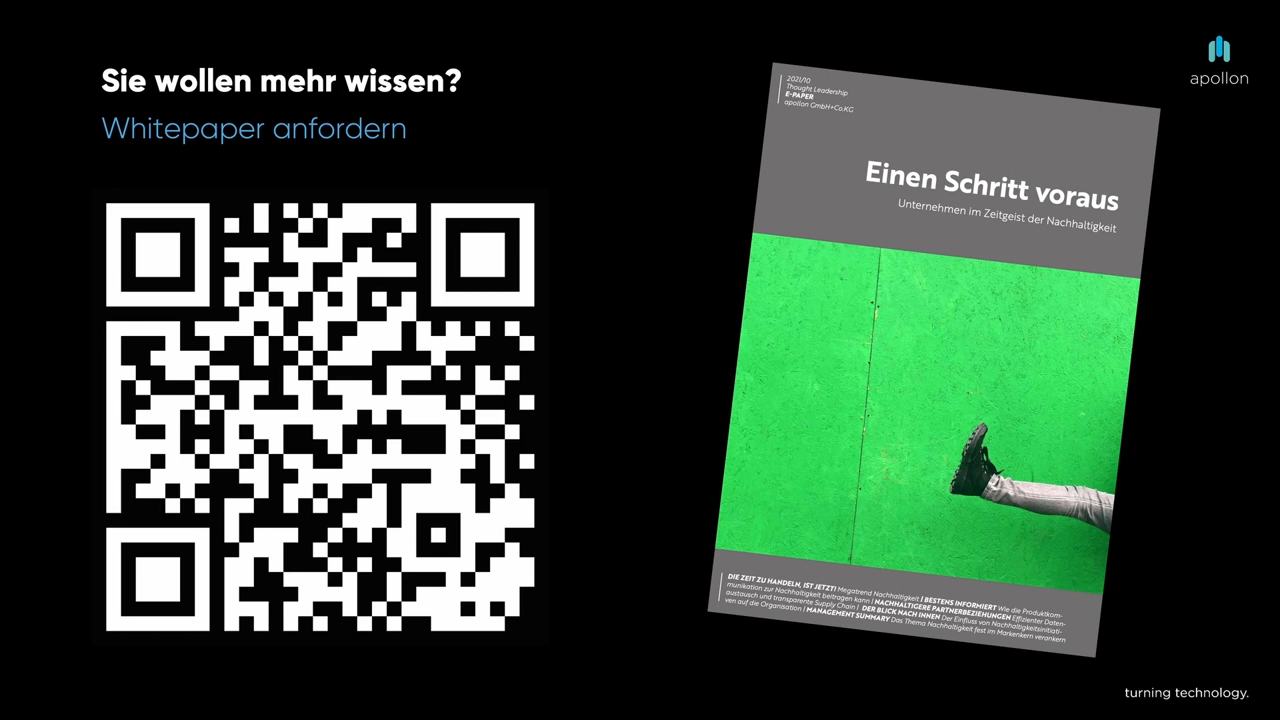 Sie wollen mehr wissen?
Whitepaper anfordern
apollon
2021/10
Thought Leadership
E-PAPER
apollon GmbH+Co.KG
Einen Schritt voraus
Unternehmen im Zeitgeist der Nachhaltigkeit
DIE ZEIT ZU HANDELN, IST JETZT! Megatrend Nachhaltigkeit | BESTENS INFORMIERT Wie die Produktkom-
munikation zur Nachhaltigkeit beitragen kann | NACHHALTIGERE PARTNERBEZIEHUNGEN Effizienter Daten-
austausch und transparente Supply Chain | DER BLICK NACH INNEN Der Einfluss von Nachhaltigkeitsinitiati-
ven auf die Organisation | MANAGEMENT SUMMARY Das Thema Nachhaltigkeit fest im Markenkern verankern
turning technology.